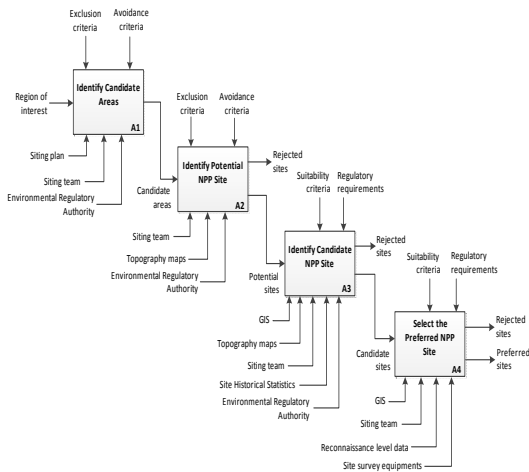 Exclusion
criteria
Avoidance
criteria
Region of
interest
Identify Candidate
Areas
A1
Siting plan
Siting team
Environmental Regulatory
Authority
Candidate
areas
Exclusion
criteria
Avoidance
criteria
Identify Potential
NPP Site
A2
Rejected
sites
Siting team
Topography maps
Environmental Regulatory
Authority
Potential
sites
Suitability
criteria
Regulatory
requirements
Identify Candidate
NPP Site
A3
Rejected
sites
GIS
Topography maps
Siting team
Site Historical Statistics
Environmental Regulatory
Authority
Candidate
sites
Suitability
criteria
Regulatory
requirements
Select the
Preferred NPP
Site
A4
Rejected
sites
Preferred
sites
GIS
Siting team
Reconnaissance level data
Site survey equipments